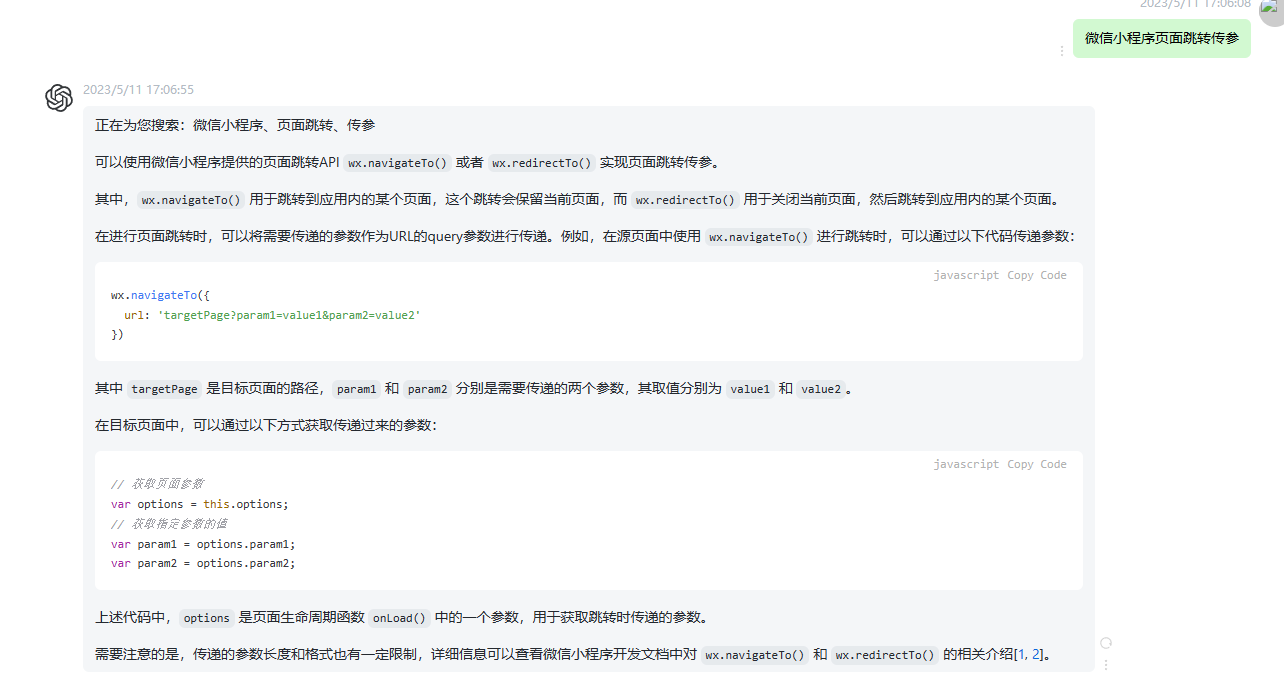 2023/5/11 17:06:08
微信小程序页面跳转传参
2023/5/11 17:06:55
正在为您搜索：微信小程序、页面跳转、传参
可以使用微信小程序提供的页面跳转API wx.navigateTo() 或者 wx.redirectTo() 实现页面跳转传参。
其中，wx.navigateTo() 用于跳转到应用内的某个页面，这个跳转会保留当前页面，而 wx.redirectTo() 用于关闭当前页面，然后跳转到应用内的某个页面。
在进行页面跳转时，可以将需要传递的参数作为URL的query参数进行传递。例如，在源页面中使用 wx.navigateTo() 进行跳转时，可以通过以下代码传递参数：
javascript Copy Code
wx.navigateTo({
  url: 'targetPage?param1=value1&param2=value2'
})
其中 targetPage 是目标页面的路径，param1 和 param2 分别是需要传递的两个参数，其取值分别为 value1 和 value2。
在目标页面中，可以通过以下方式获取传递过来的参数：
javascript Copy Code
// 获取页面参数
var options = this.options;
// 获取指定参数的值
var param1 = options.param1;
var param2 = options.param2;
上述代码中，options 是页面生命周期函数 onLoad() 中的一个参数，用于获取跳转时传递的参数。
需要注意的是，传递的参数长度和格式也有一定限制，详细信息可以查看微信小程序开发文档中对 wx.navigateTo() 和 wx.redirectTo() 的相关介绍[1, 2]。